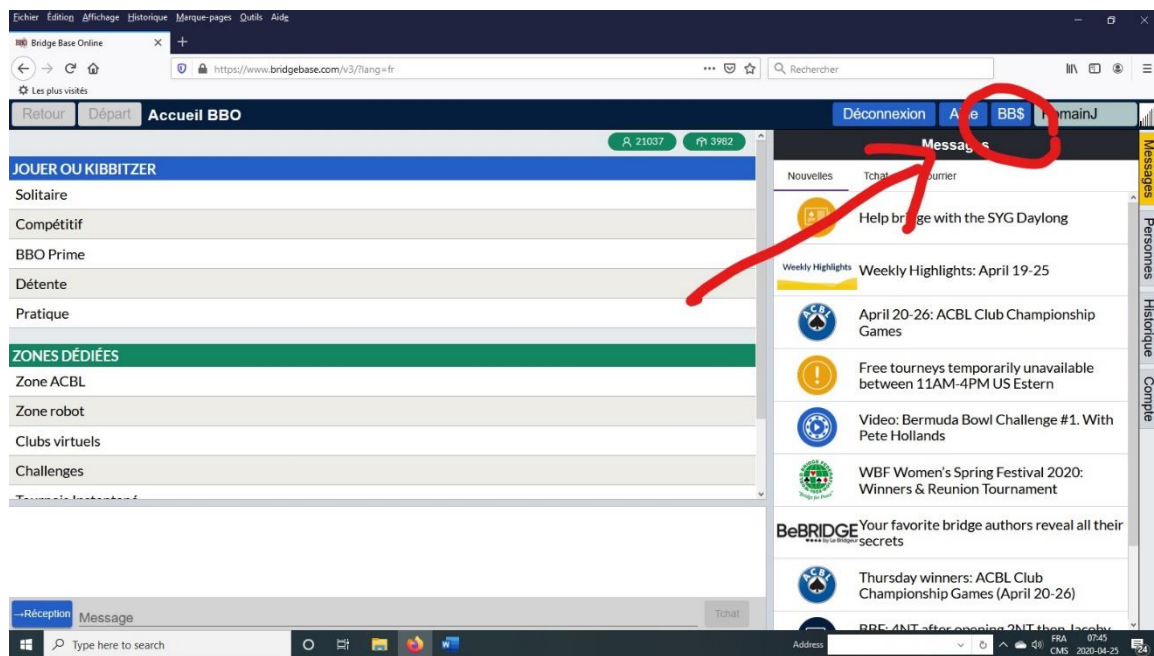 Fichier Édition Affichage Historique Marque-pages Outils Aide
Bridge Base Online
https://www.bridgebase.com/v3/?lang=fr
Rechercher
Les plus visités
Retour Départ Accueil BBO Déconnexion BB$
21037 3982
Messages
JOUER OU KIBBITZER
Nouvelles
Solitaire
Compétitif
BBO Prime
Détente
Pratique
ZONES DÉDIÉES
Zone ACBL
Zone robot
Clubs virtuels
Challenges
Help bridge with the SYG Daylong
Weekly Highlights
Weekly Highlights: April 19-25
ACBL
April 20-26: ACBL Club Championship
Games
Free tourneys temporarily unavailable
between 11AM-4PM US Estern
Video: Bermuda Bowl Challenge #1. With
Pete Hollands
WBF Women's Spring Festival 2020:
Winners & Reunion Tournament
BeBRIDGE
Your favorite bridge authors reveal all their
secrets
ACBL
Thursday winners: ACBL Club
Championship Games (April 20-26)
Messages
Personnes
Historique
Compte
→Réception Message Tchat
Type here to search
Address
FRA 07:45
CMS 2020-04-25
24